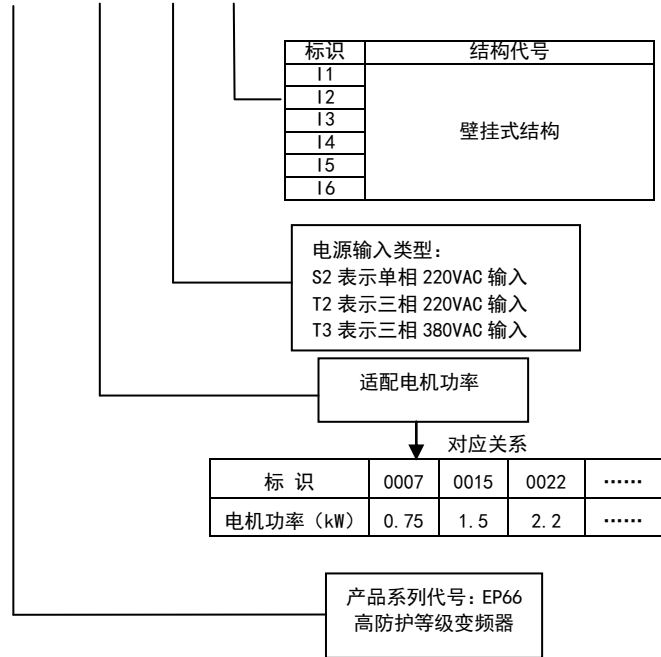 标识 结构代号
I1
I2
I3
I4
I5
I6
壁挂式结构
电源输入类型：
S2 表示单相 220VAC 输入
T2 表示三相 220VAC 输入
T3 表示三相 380VAC 输入
适配电机功率
对应关系
标 识 0007 0015 0022 ……
电机功率（kW） 0.75 1.5 2.2 ……
产品系列代号：EP66
高防护等级变频器